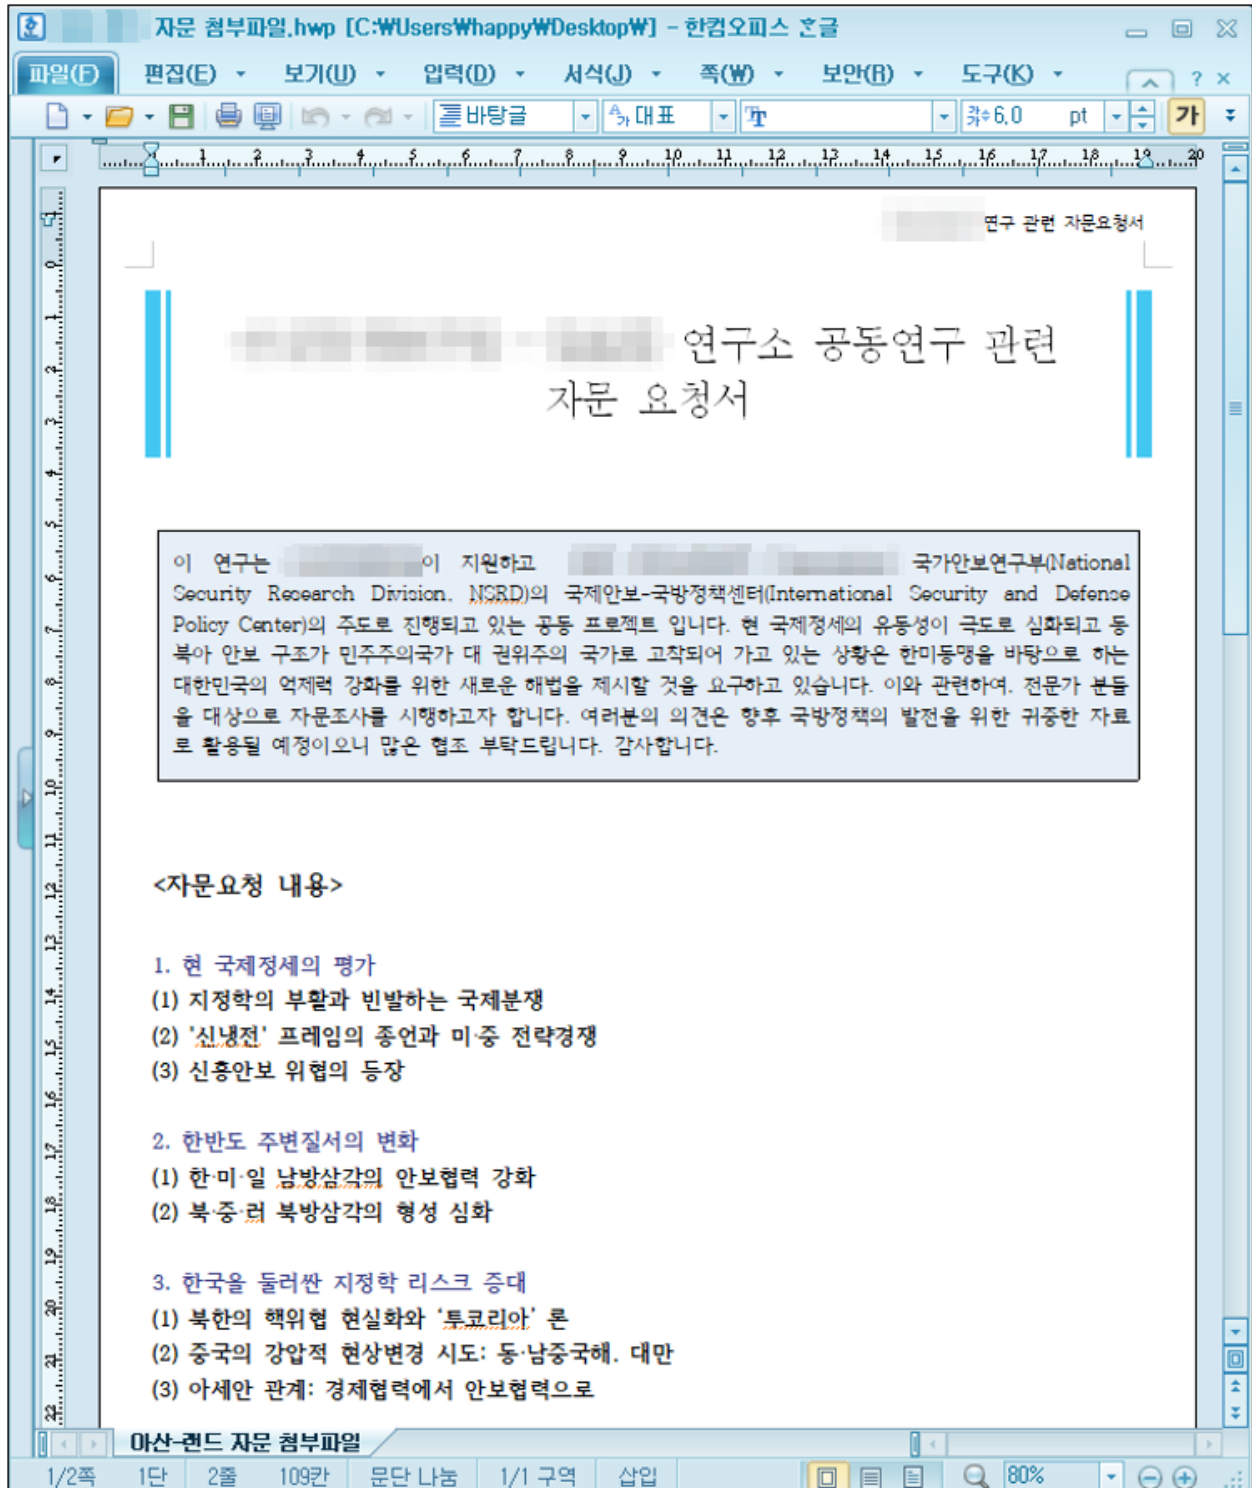 자문 첨부파일.hwp [C:₩Users₩happy₩Desktop₩] - 한컴오피스 ᄒᆞᆫ글
파일(F) 편집(E) 보기(U) 입력(D) 서식(J) 쪽(W) 보안(R) 도구(K) ? ×
바탕글 대표 6,0 pt 가
1 2 3 4 5 6 7 8 9 10 11 12 13 14 15 16 17 18 19 20
연구 관련 자문요청서
연구소 공동연구 관련
자문 요청서
이 연구는 이 지원하고 국가안보연구부(National
Security Research Division, NSRD)의 국제안보-국방정책센터(International Security and Defense
Policy Center)의 주도로 진행되고 있는 공동 프로젝트 입니다. 현 국제정세의 유동성이 극도로 심화되고 동
북아 안보 구조가 민주주의국가 대 권위주의 국가로 고착되어 가고 있는 상황은 한미동맹을 바탕으로 하는
대한민국의 억제력 강화를 위한 새로운 해법을 제시할 것을 요구하고 있습니다. 이와 관련하여, 전문가 분들
을 대상으로 자문조사를 시행하고자 합니다. 여러분의 의견은 향후 국방정책의 발전을 위한 귀중한 자료
로 활용될 예정이오니 많은 협조 부탁드립니다. 감사합니다.
<자문요청 내용>
1. 현 국제정세의 평가
(1) 지정학의 부활과 빈발하는 국제분쟁
(2) '신냉전' 프레임의 종언과 미·중 전략경쟁
(3) 신흥안보 위협의 등장
2. 한반도 주변질서의 변화
(1) 한·미·일 남방삼각의 안보협력 강화
(2) 북·중·러 북방삼각의 형성 심화
3. 한국을 둘러싼 지정학 리스크 증대
(1) 북한의 핵위협 현실화와 '투코리아' 론
(2) 중국의 강압적 현상변경 시도: 동·남중국해, 대만
(3) 아세안 관계: 경제협력에서 안보협력으로
아산-랜드 자문 첨부파일
1/2쪽 1단 2줄 109칸 문단 나눔 1/1 구역 삽입 80%